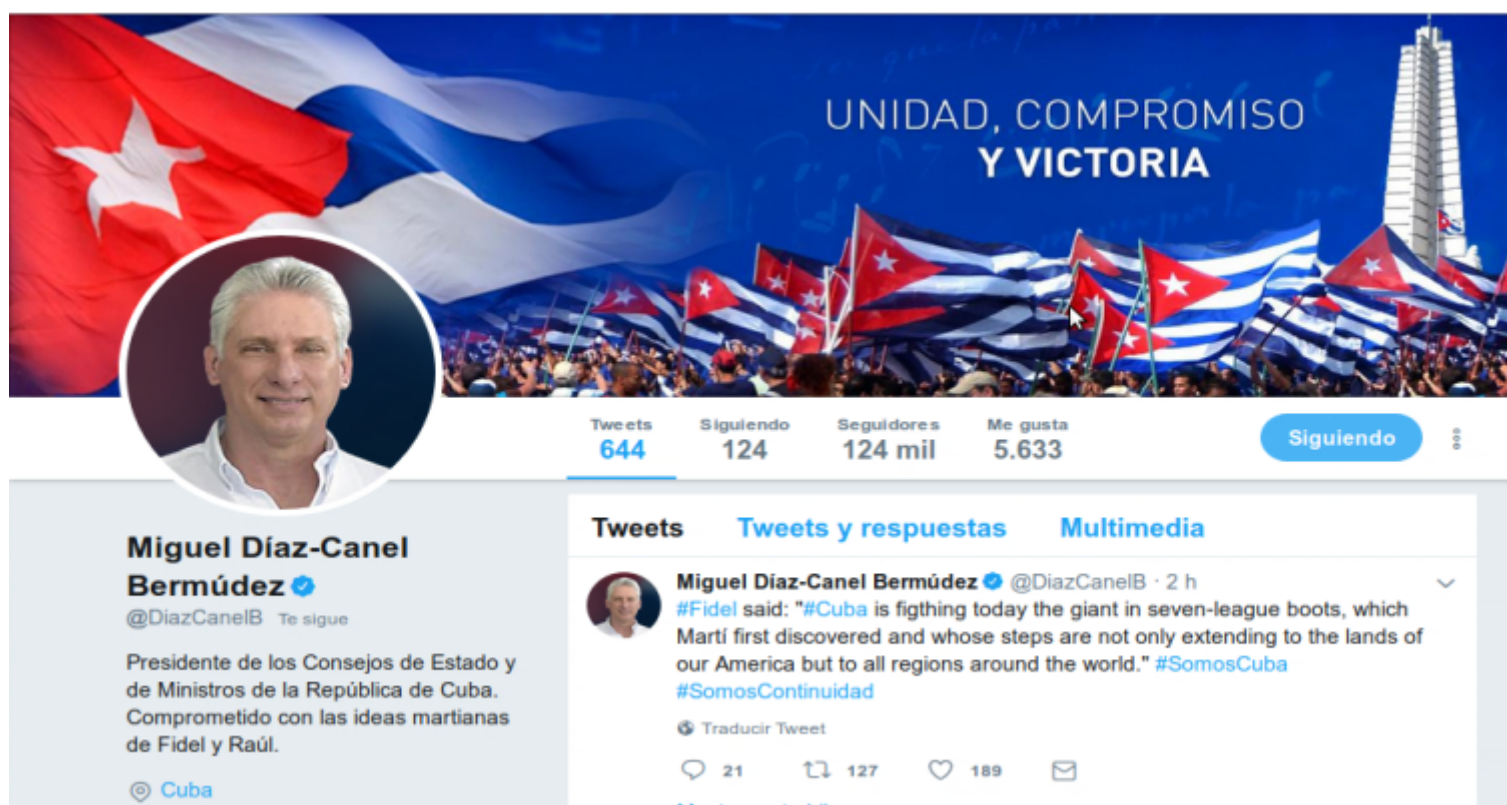 UNIDAD, COMPROMISO
Y VICTORIA
Tweets
644
Siguiendo
124
Seguidores
124 mil
Me gusta
5.633
Siguiendo
Miguel Díaz-Canel
Bermúdez
@DiazCanelB Te sigue
Presidente de los Consejos de Estado y
de Ministros de la República de Cuba.
Comprometido con las ideas martianas
de Fidel y Raúl.
Cuba
Tweets Tweets y respuestas Multimedia
Miguel Díaz-Canel Bermúdez @DiazCanelB · 2 h
#Fidel said: "#Cuba is figthing today the giant in seven-league boots, which
Martí first discovered and whose steps are not only extending to the lands of
our America but to all regions around the world." #SomosCuba
#SomosContinuidad
Traducir Tweet
21 127 189